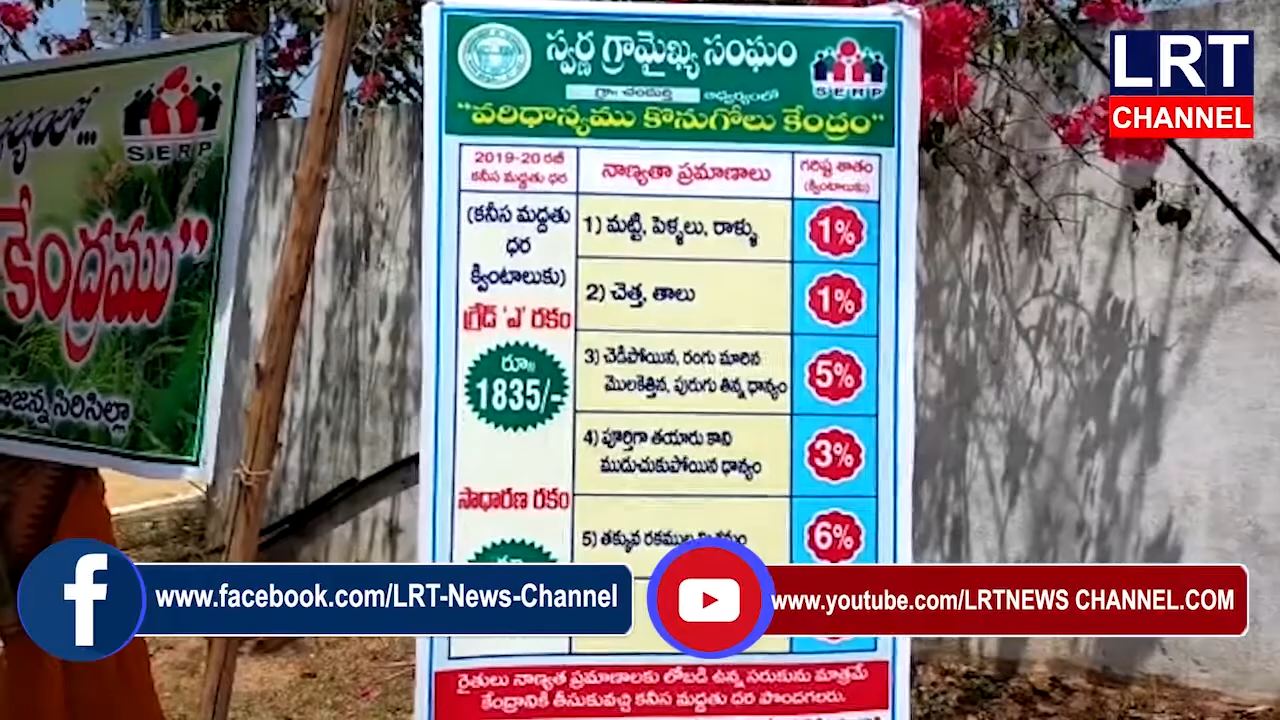 LRT
CHANNEL
SERP
కేంద్రము”
సిరిసిల్లా
స్వర్ణ గ్రామైఖ్య సంఘం
SERP
గ్రా. చందుర్తి ఆధ్వర్యంలో
"వరిధాన్యము కొనుగోలు కేంద్రం"
2019-20 రబీ
కనీస మద్దతు ధర
నాణ్యతా ప్రమాణాలు
గరిష్ట శాతం
(క్వింటాలుకు)
(కనీస మద్దతు
ధర
క్వింటాలుకు)
గ్రేడ్ 'ఎ' రకం
రూ॥
1835/-
సాధారణ రకం
1) మట్టి, పెళ్ళలు, రాళ్ళు
1%
2) చెత్త, తాలు
1%
3) చెడిపోయిన, రంగు మారిన
మొలకెత్తిన, పురుగు తిన్న ధాన్యం
5%
4) పూర్తిగా తయారు కాని
ముడుచుకుపోయిన ధాన్యం
3%
5) తక్కువ రకముల
6%
www.facebook.com/LRT-News-Channel
www.youtube.com/LRTNEWS CHANNEL.COM
రైతులు నాణ్యత ప్రమాణాలకు లోబడి ఉన్న సరుకును మాత్రమే
కేంద్రానికి తీసుకువచ్చి కనీస మద్దతు ధర పొందగలరు.